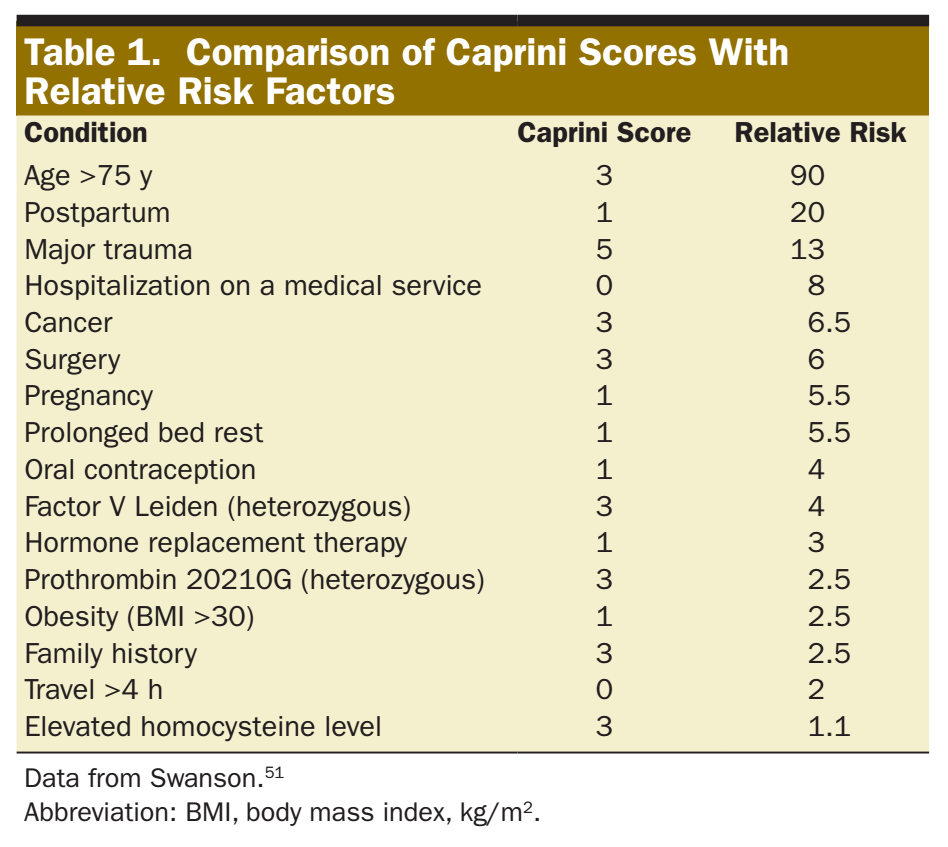 Table 1. Comparison of Caprini Scores With
Relative Risk Factors
Condition Caprini Score Relative Risk
Age >75 y 3 90
Postpartum 1 20
Major trauma 5 13
Hospitalization on a medical service 0 8
Cancer 3 6.5
Surgery 3 6
Pregnancy 1 5.5
Prolonged bed rest 1 5.5
Oral contraception 1 4
Factor V Leiden (heterozygous) 3 4
Hormone replacement therapy 1 3
Prothrombin 20210G (heterozygous) 3 2.5
Obesity (BMI >30) 1 2.5
Family history 3 2.5
Travel >4 h 0 2
Elevated homocysteine level 3 1.1
Data from Swanson.⁵¹
Abbreviation: BMI, body mass index, kg/m².